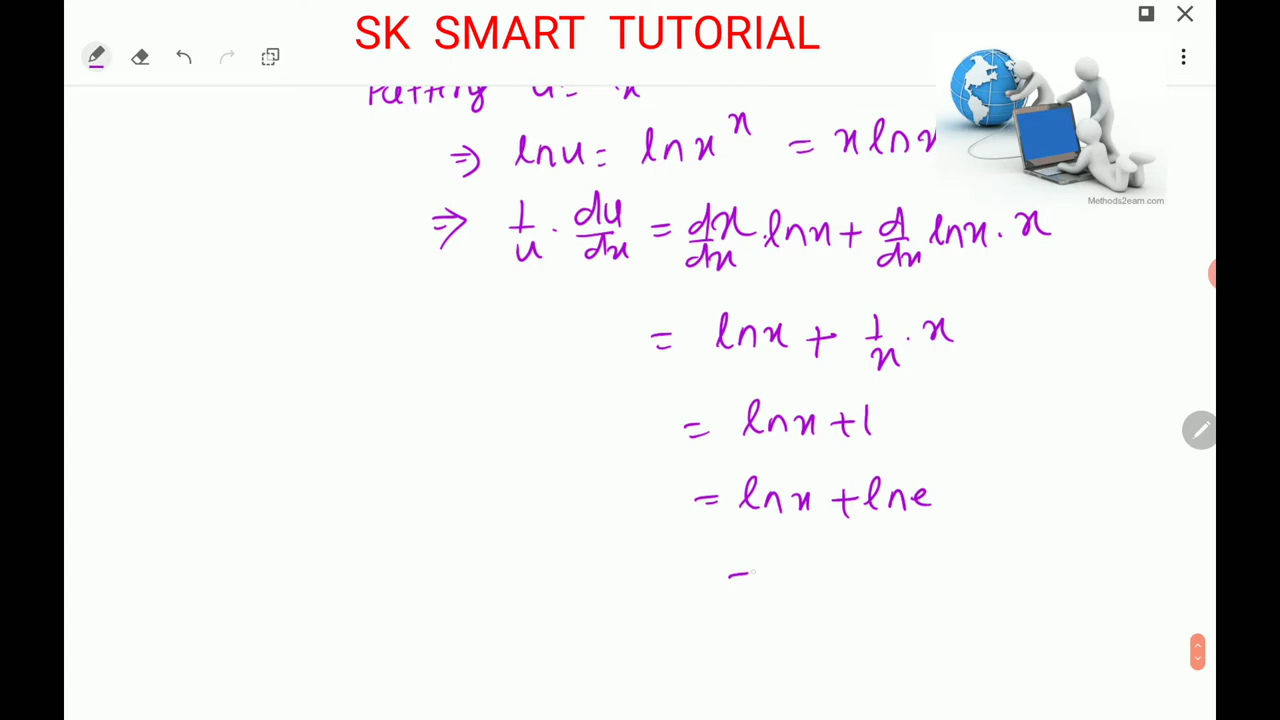 SK SMART TUTORIAL
u =
⇒ ln u = ln x^x = x ln x
Methods2earn.com
⇒ 1/u · du/dx = dx/dx · ln x + d/dx ln x · x
= ln x + 1/x · x
= ln x + 1
= ln x + ln e